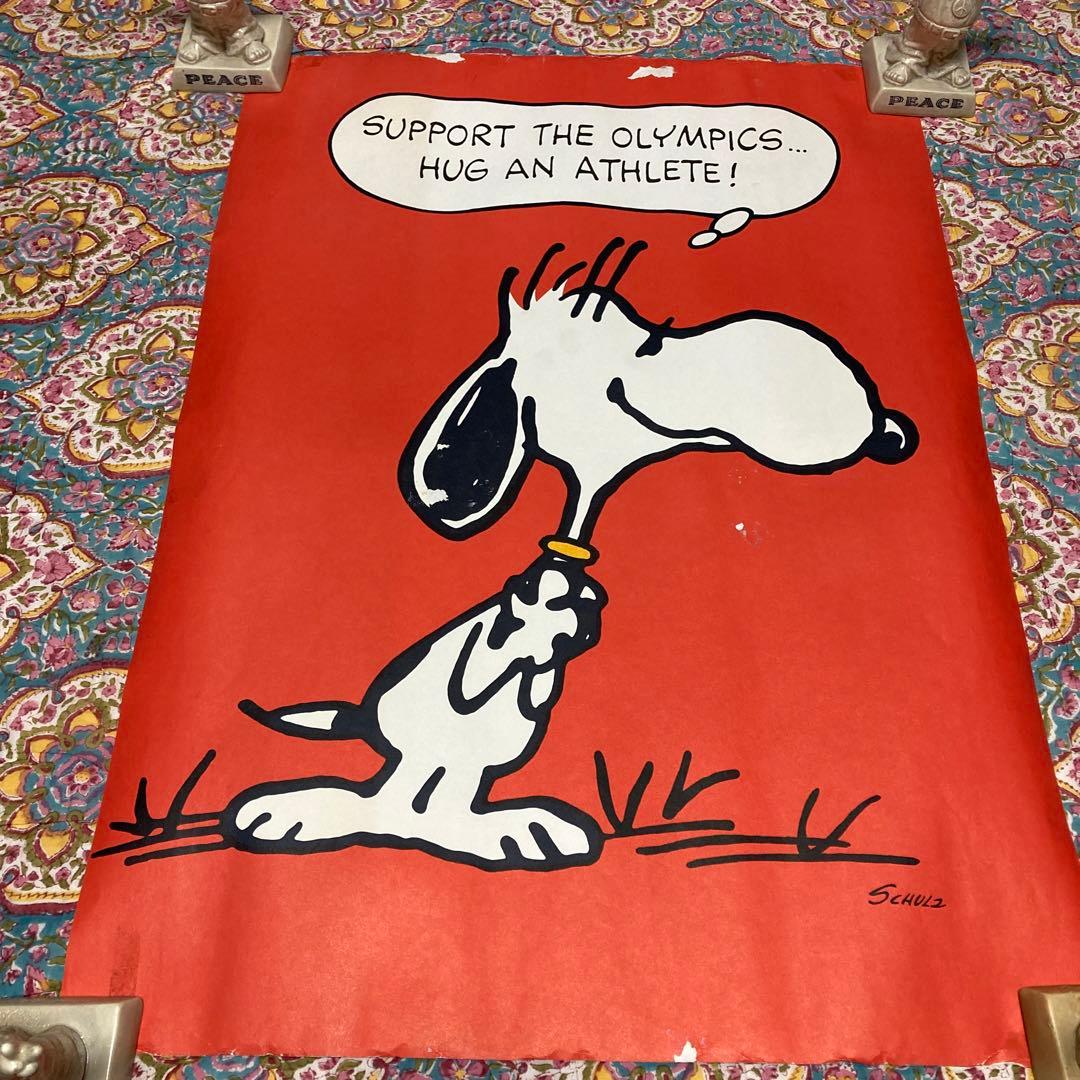 PEACE
PEACE
SUPPORT THE OLYMPICS...
HUG AN ATHLETE!
SCHULZ